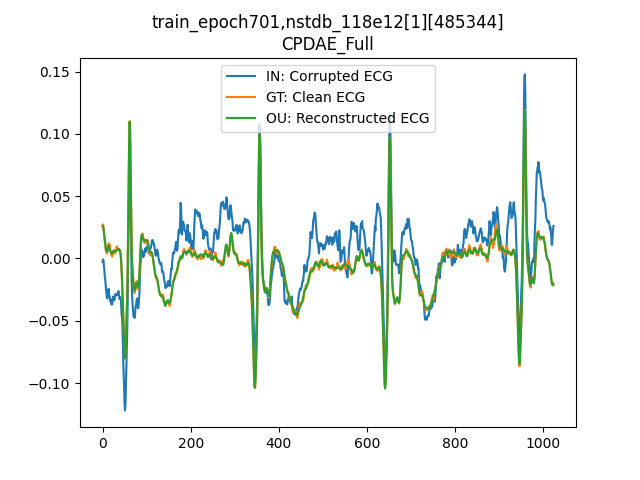 train_epoch701,nstdb_118e12[1][485344]
CPDAE_Full
IN: Corrupted ECG
GT: Clean ECG
OU: Reconstructed ECG
0.15
0.10
0.05
0.00
−0.05
−0.10
0 200 400 600 800 1000